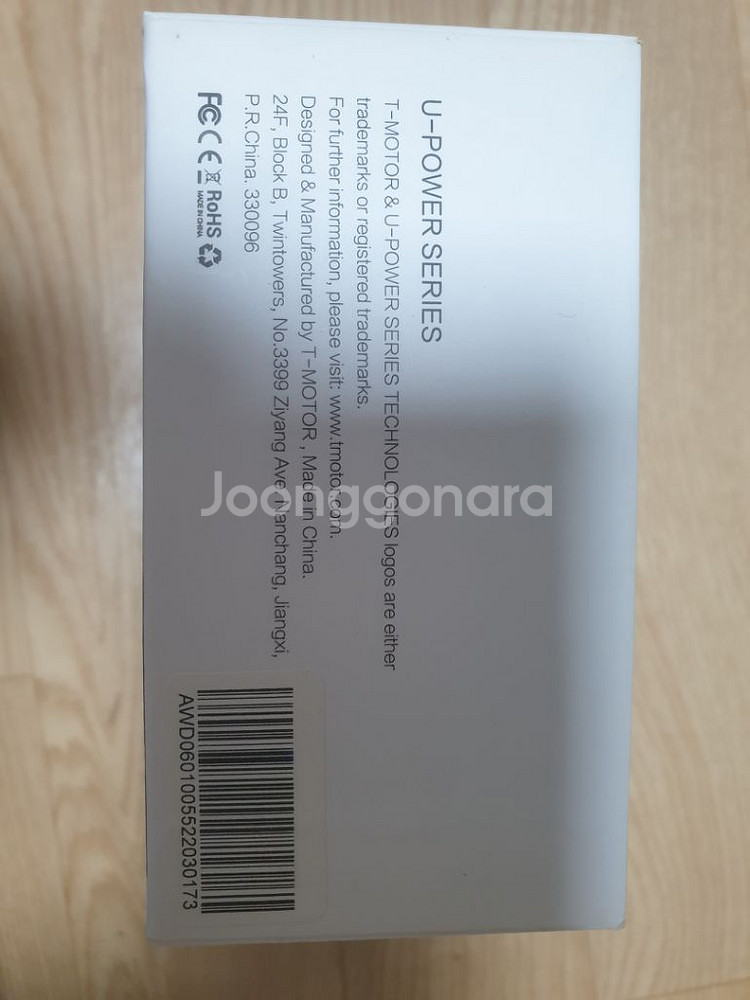 U-POWER SERIES
T-MOTOR & U-POWER SERIES TECHNOLOGIES logos are either
trademarks or registered trademarks.
For further information, please visit: www.tmotor.com.
Designed & Manufactured by T-MOTOR , Made in China.
24F, Block B, Twintowers, No.3399 Ziyang Ave, Nanchang, Jiangxi,
P.R.China. 330096
FC CE RoHS
MADE IN CHINA
AWD0601005522030173
Joonggonara